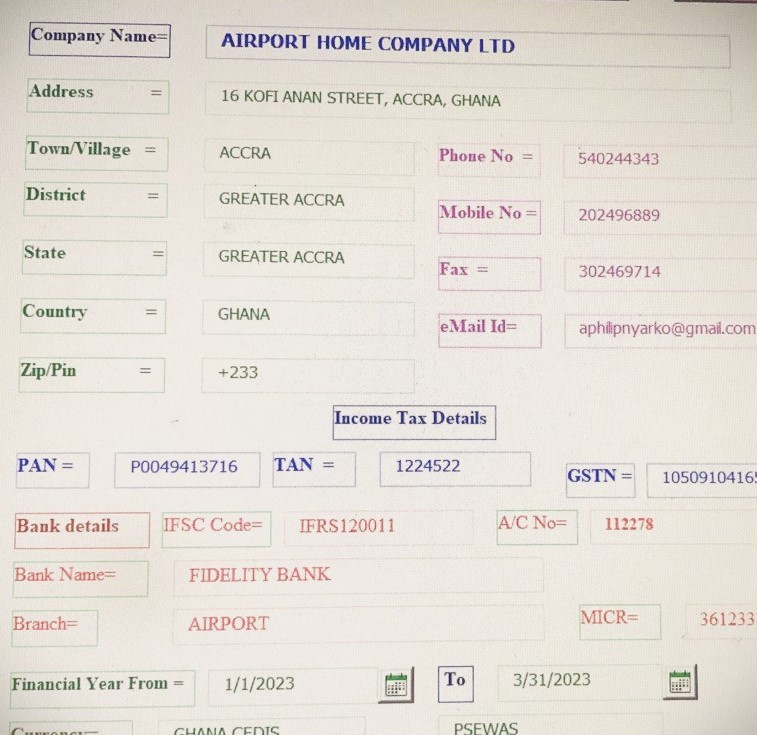 Company Name= AIRPORT HOME COMPANY LTD
Address = 16 KOFI ANAN STREET, ACCRA, GHANA
Town/Village = ACCRA Phone No = 540244343
District = GREATER ACCRA Mobile No = 202496889
State = GREATER ACCRA Fax = 302469714
Country = GHANA eMail Id= aphilipnyarko@gmail.com
Zip/Pin = +233
Income Tax Details
PAN = P0049413716 TAN = 1224522 GSTN = 1050910416
Bank details IFSC Code= IFRS120011 A/C No= 112278
Bank Name= FIDELITY BANK
Branch= AIRPORT MICR= 361233
Financial Year From = 1/1/2023 To 3/31/2023
Currency= GHANA CEDIS PSEWAS